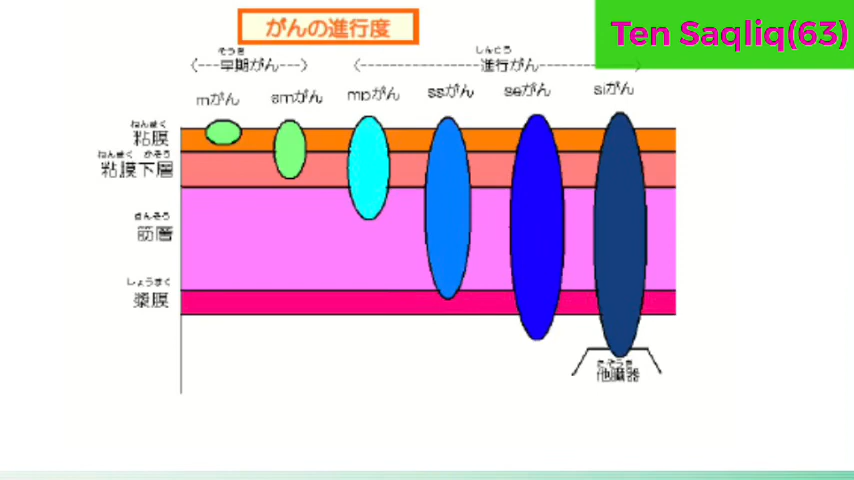 がんの進行度
Ten Saqliq(63)
そうき
しんこう
〈---早期がん---〉
〈----------------進行がん----------------〉
mがん
smがん
mpがん
ssがん
seがん
siがん
ねんまく
粘膜
ねんまく かそう
粘膜下層
きんそう
筋層
しょうまく
漿膜
たぞうき
他臓器